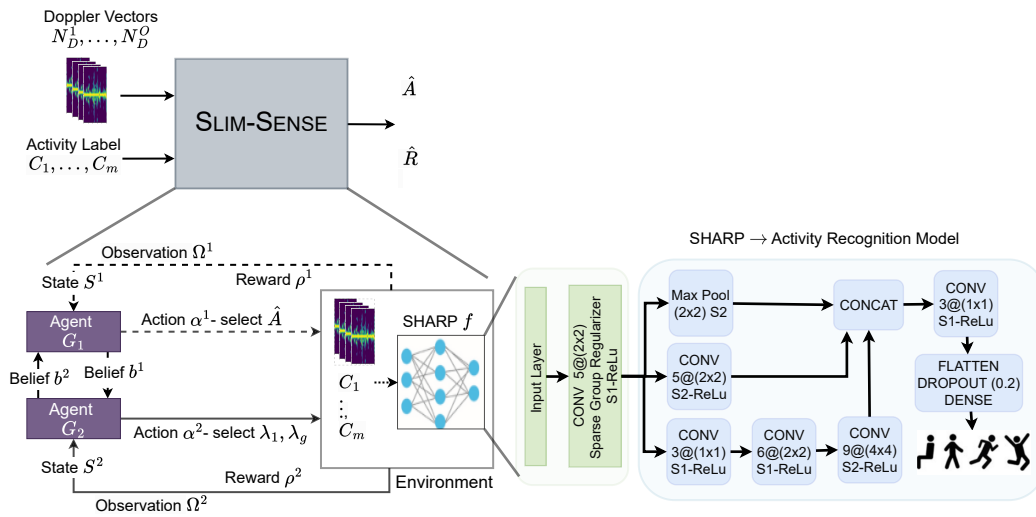 Doppler Vectors
$N_D^1, \ldots, N_D^O$
Activity Label
$C_1, \ldots, C_m$
SLIM-SENSE
$\hat{A}$
$\hat{R}$
Observation $\Omega^1$
Reward $\rho^1$
State $S^1$
Agent
$G_1$
Action $\alpha^1$- select $\hat{A}$
Belief $b^2$
Belief $b^1$
Agent
$G_2$
Action $\alpha^2$- select $\lambda_1, \lambda_g$
State $S^2$
Reward $\rho^2$
Observation $\Omega^2$
SHARP $f$
$C_1$
:,
$C_m$
Environment
Input Layer
CONV 5@(2x2)
Sparse Group Regularizer
S1-ReLu
SHARP → Activity Recognition Model
Max Pool
(2x2) S2
CONV
5@(2x2)
S2-ReLu
CONV
3@(1x1)
S1-ReLu
CONV
6@(2x2)
S1-ReLu
CONV
9@(4x4)
S2-ReLu
CONCAT
CONV
3@(1x1)
S1-ReLu
FLATTEN
DROPOUT (0.2)
DENSE